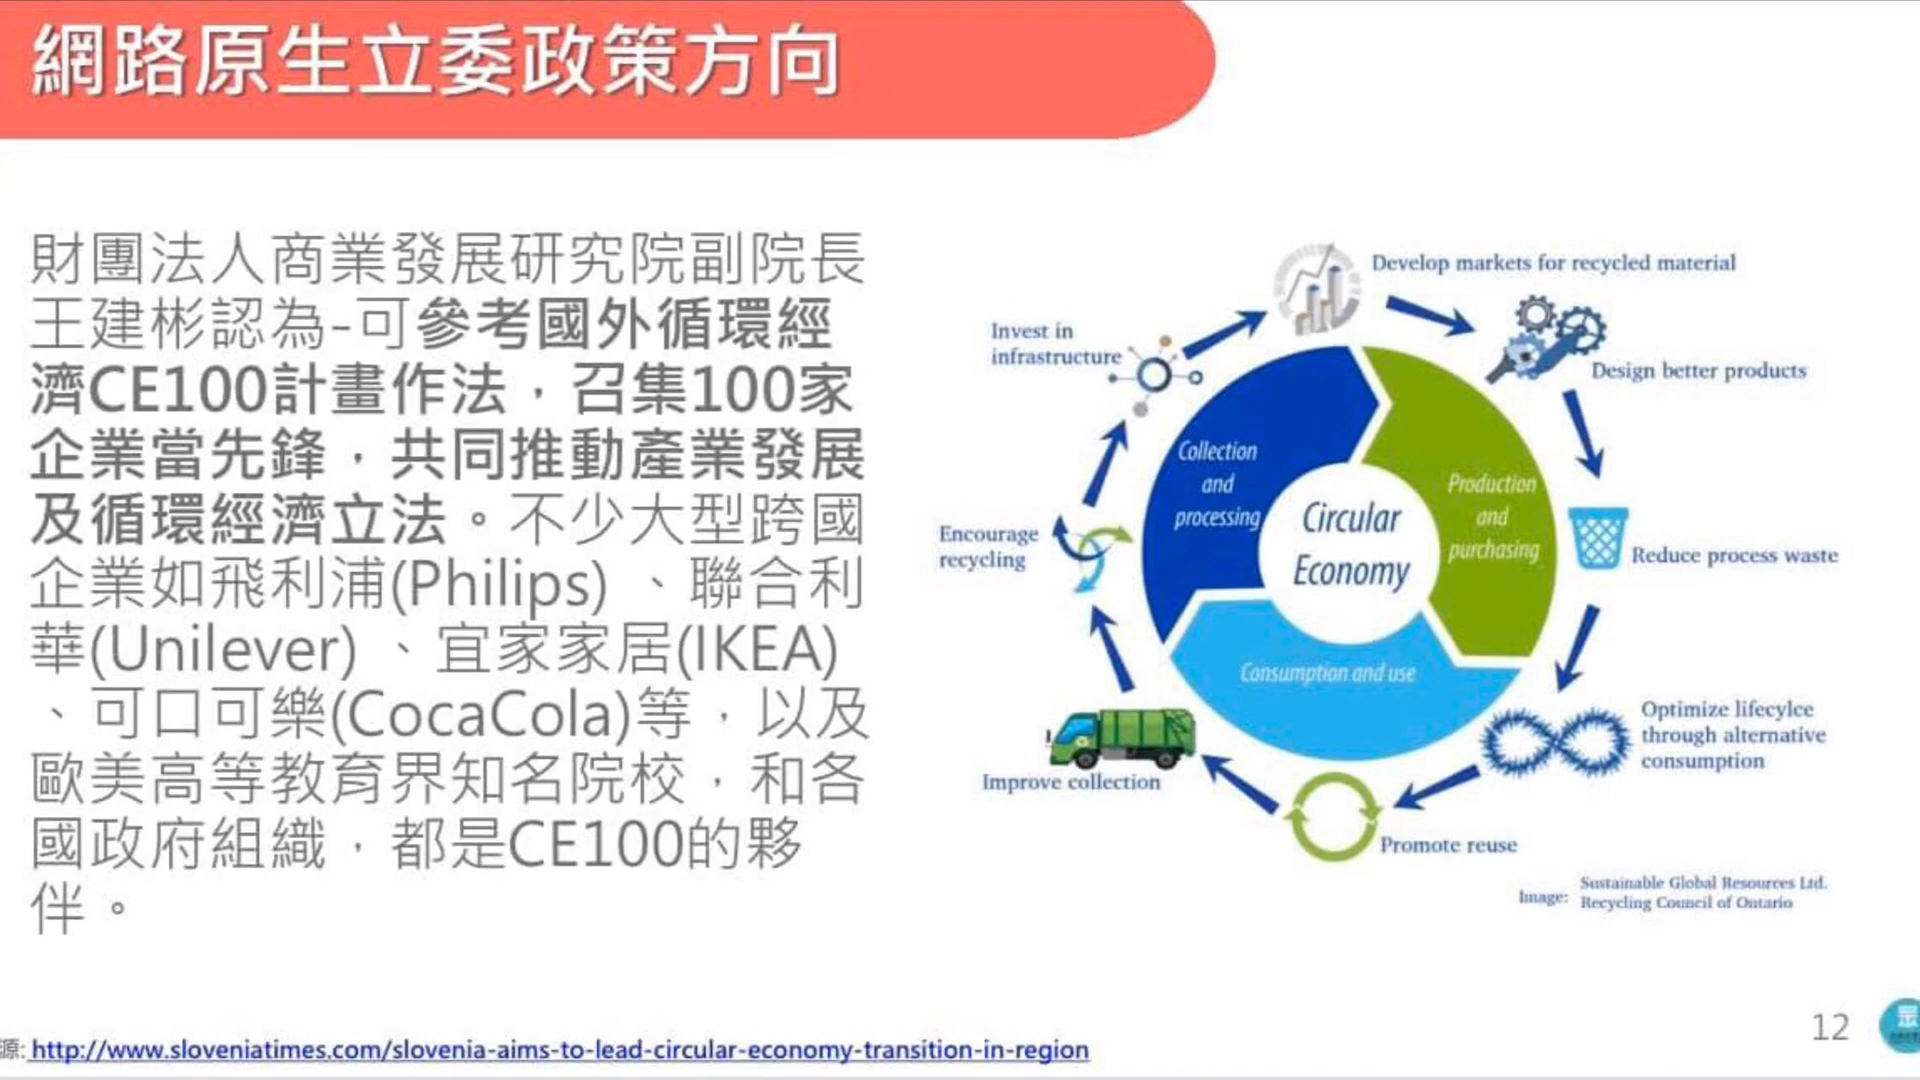 網路原生立委政策方向
財團法人商業發展研究院副院長
王建彬認為-可參考國外循環經
濟CE100計畫作法，召集100家
企業當先鋒，共同推動產業發展
及循環經濟立法。不少大型跨國
企業如飛利浦(Philips) 、聯合利
華(Unilever) 、宜家家居(IKEA)
、可口可樂(CocaCola)等，以及
歐美高等教育界知名院校，和各
國政府組織，都是CE100的夥
伴。
Develop markets for recycled material
Design better products
Reduce process waste
Optimize lifecylce
through alternative
consumption
Promote reuse
Improve collection
Encourage
recycling
Invest in
infrastructure
Collection
and
processing
Production
and
purchasing
Consumption and use
Circular
Economy
Image: Sustainable Global Resources Ltd.
Recycling Council of Ontario
源: http://www.sloveniatimes.com/slovenia-aims-to-lead-circular-economy-transition-in-region
12